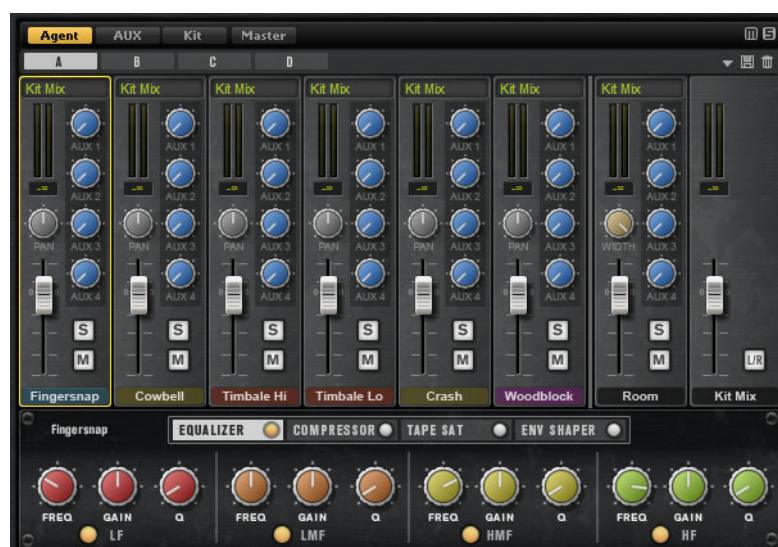 Agent AUX Kit Master
A B C D
Kit Mix Kit Mix Kit Mix Kit Mix Kit Mix Kit Mix Kit Mix
AUX 1 AUX 1 AUX 1 AUX 1 AUX 1 AUX 1 AUX 1
AUX 2 AUX 2 AUX 2 AUX 2 AUX 2 AUX 2 AUX 2
PAN AUX 3 PAN AUX 3 PAN AUX 3 PAN AUX 3 PAN AUX 3 PAN AUX 3 WIDTH AUX 3
AUX 4 AUX 4 AUX 4 AUX 4 AUX 4 AUX 4 AUX 4
S S S S S S S
M M M M M M M L/R
Fingersnap Cowbell Timbale Hi Timbale Lo Crash Woodblock Room Kit Mix
Fingersnap EQUALIZER COMPRESSOR TAPE SAT ENV SHAPER
FREQ GAIN Q FREQ GAIN Q FREQ GAIN Q FREQ GAIN Q
LF LMF HMF HF